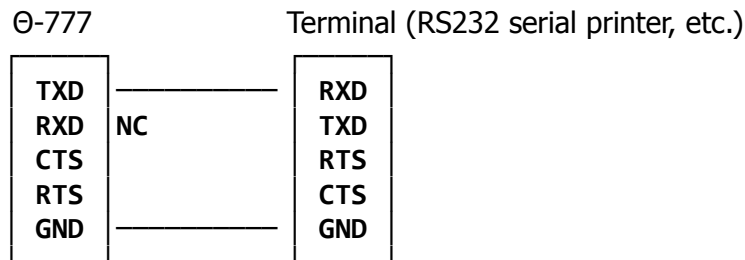 Θ-777 Terminal (RS232 serial printer, etc.)
TXD RXD
RXD NC TXD
CTS RTS
RTS CTS
GND GND